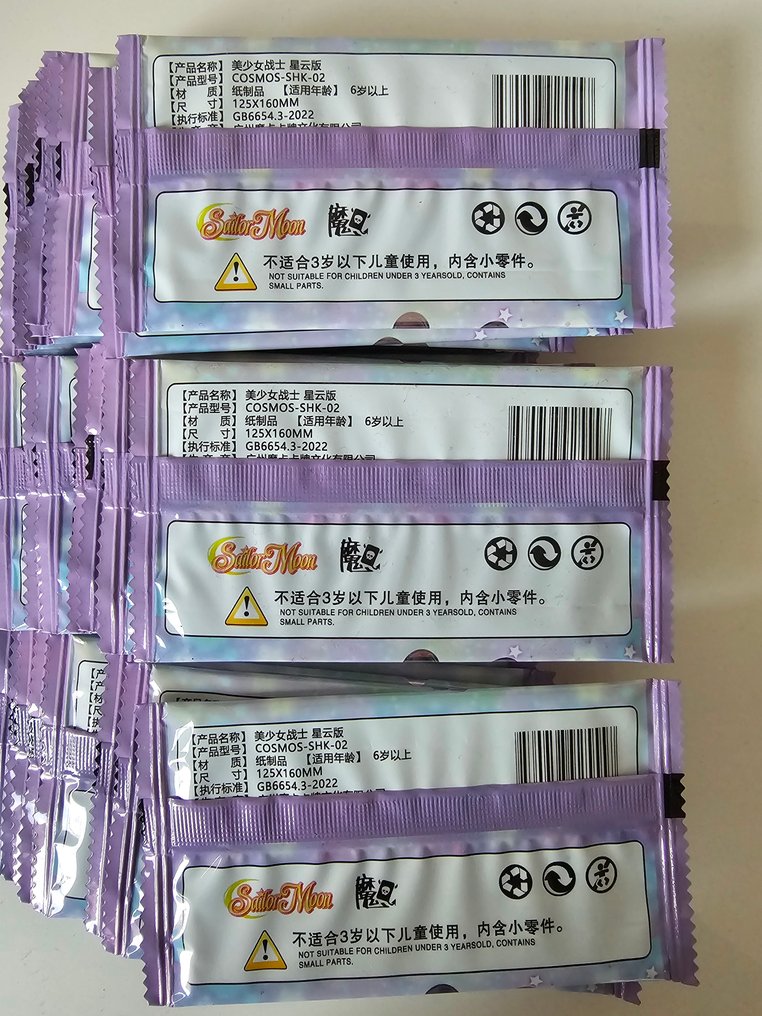 【产品名称】 美少女战士 星云版
【产品型号】 COSMOS-SHK-02
【材 质】 纸制品 【适用年龄】 6岁以上
【尺 寸】 125X160MM
【执行标准】 GB6654.3-2022
Sailor Moon
魔
不适合3岁以下儿童使用，内含小零件。
NOT SUITABLE FOR CHILDREN UNDER 3 YEARSOLD, CONTAINS
SMALL PARTS.
【产品名称】 美少女战士 星云版
【产品型号】 COSMOS-SHK-02
【材 质】 纸制品 【适用年龄】 6岁以上
【尺 寸】 125X160MM
【执行标准】 GB6654.3-2022
Sailor Moon
魔
不适合3岁以下儿童使用，内含小零件。
NOT SUITABLE FOR CHILDREN UNDER 3 YEARSOLD, CONTAINS
SMALL PARTS.
【产品名称】 美少女战士 星云版
【产品型号】 COSMOS-SHK-02
【材 质】 纸制品 【适用年龄】 6岁以上
【尺 寸】 125X160MM
【执行标准】 GB6654.3-2022
Sailor Moon
魔
不适合3岁以下儿童使用，内含小零件。
NOT SUITABLE FOR CHILDREN UNDER 3 YEARSOLD, CONTAINS
SMALL PARTS.